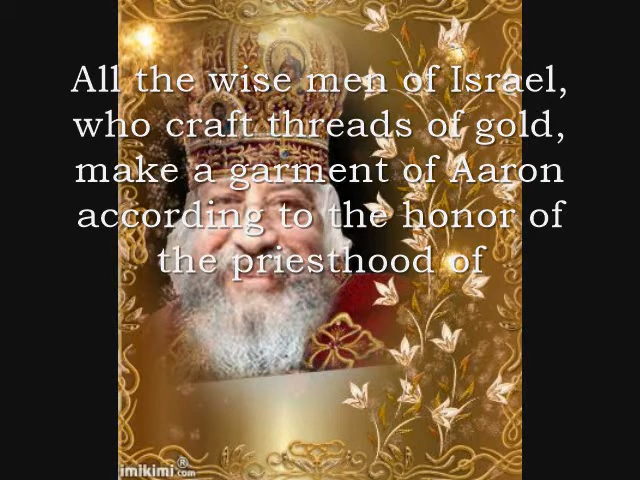 All the wise men of Israel,
who craft threads of gold,
make a garment of Aaron
according to the honor of
the priesthood of
imikimi®.com